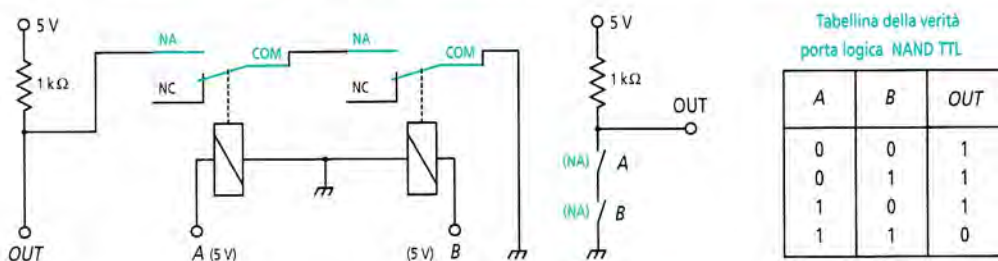 5 V
1 kΩ
OUT
NA
NC
COM
NA
NC
COM
A (5 V)
(5 V) B
5 V
1 kΩ
OUT
(NA) A
(NA) B
Tabellina della verità
porta logica NAND TTL
A B OUT
0 0 1
0 1 1
1 0 1
1 1 0